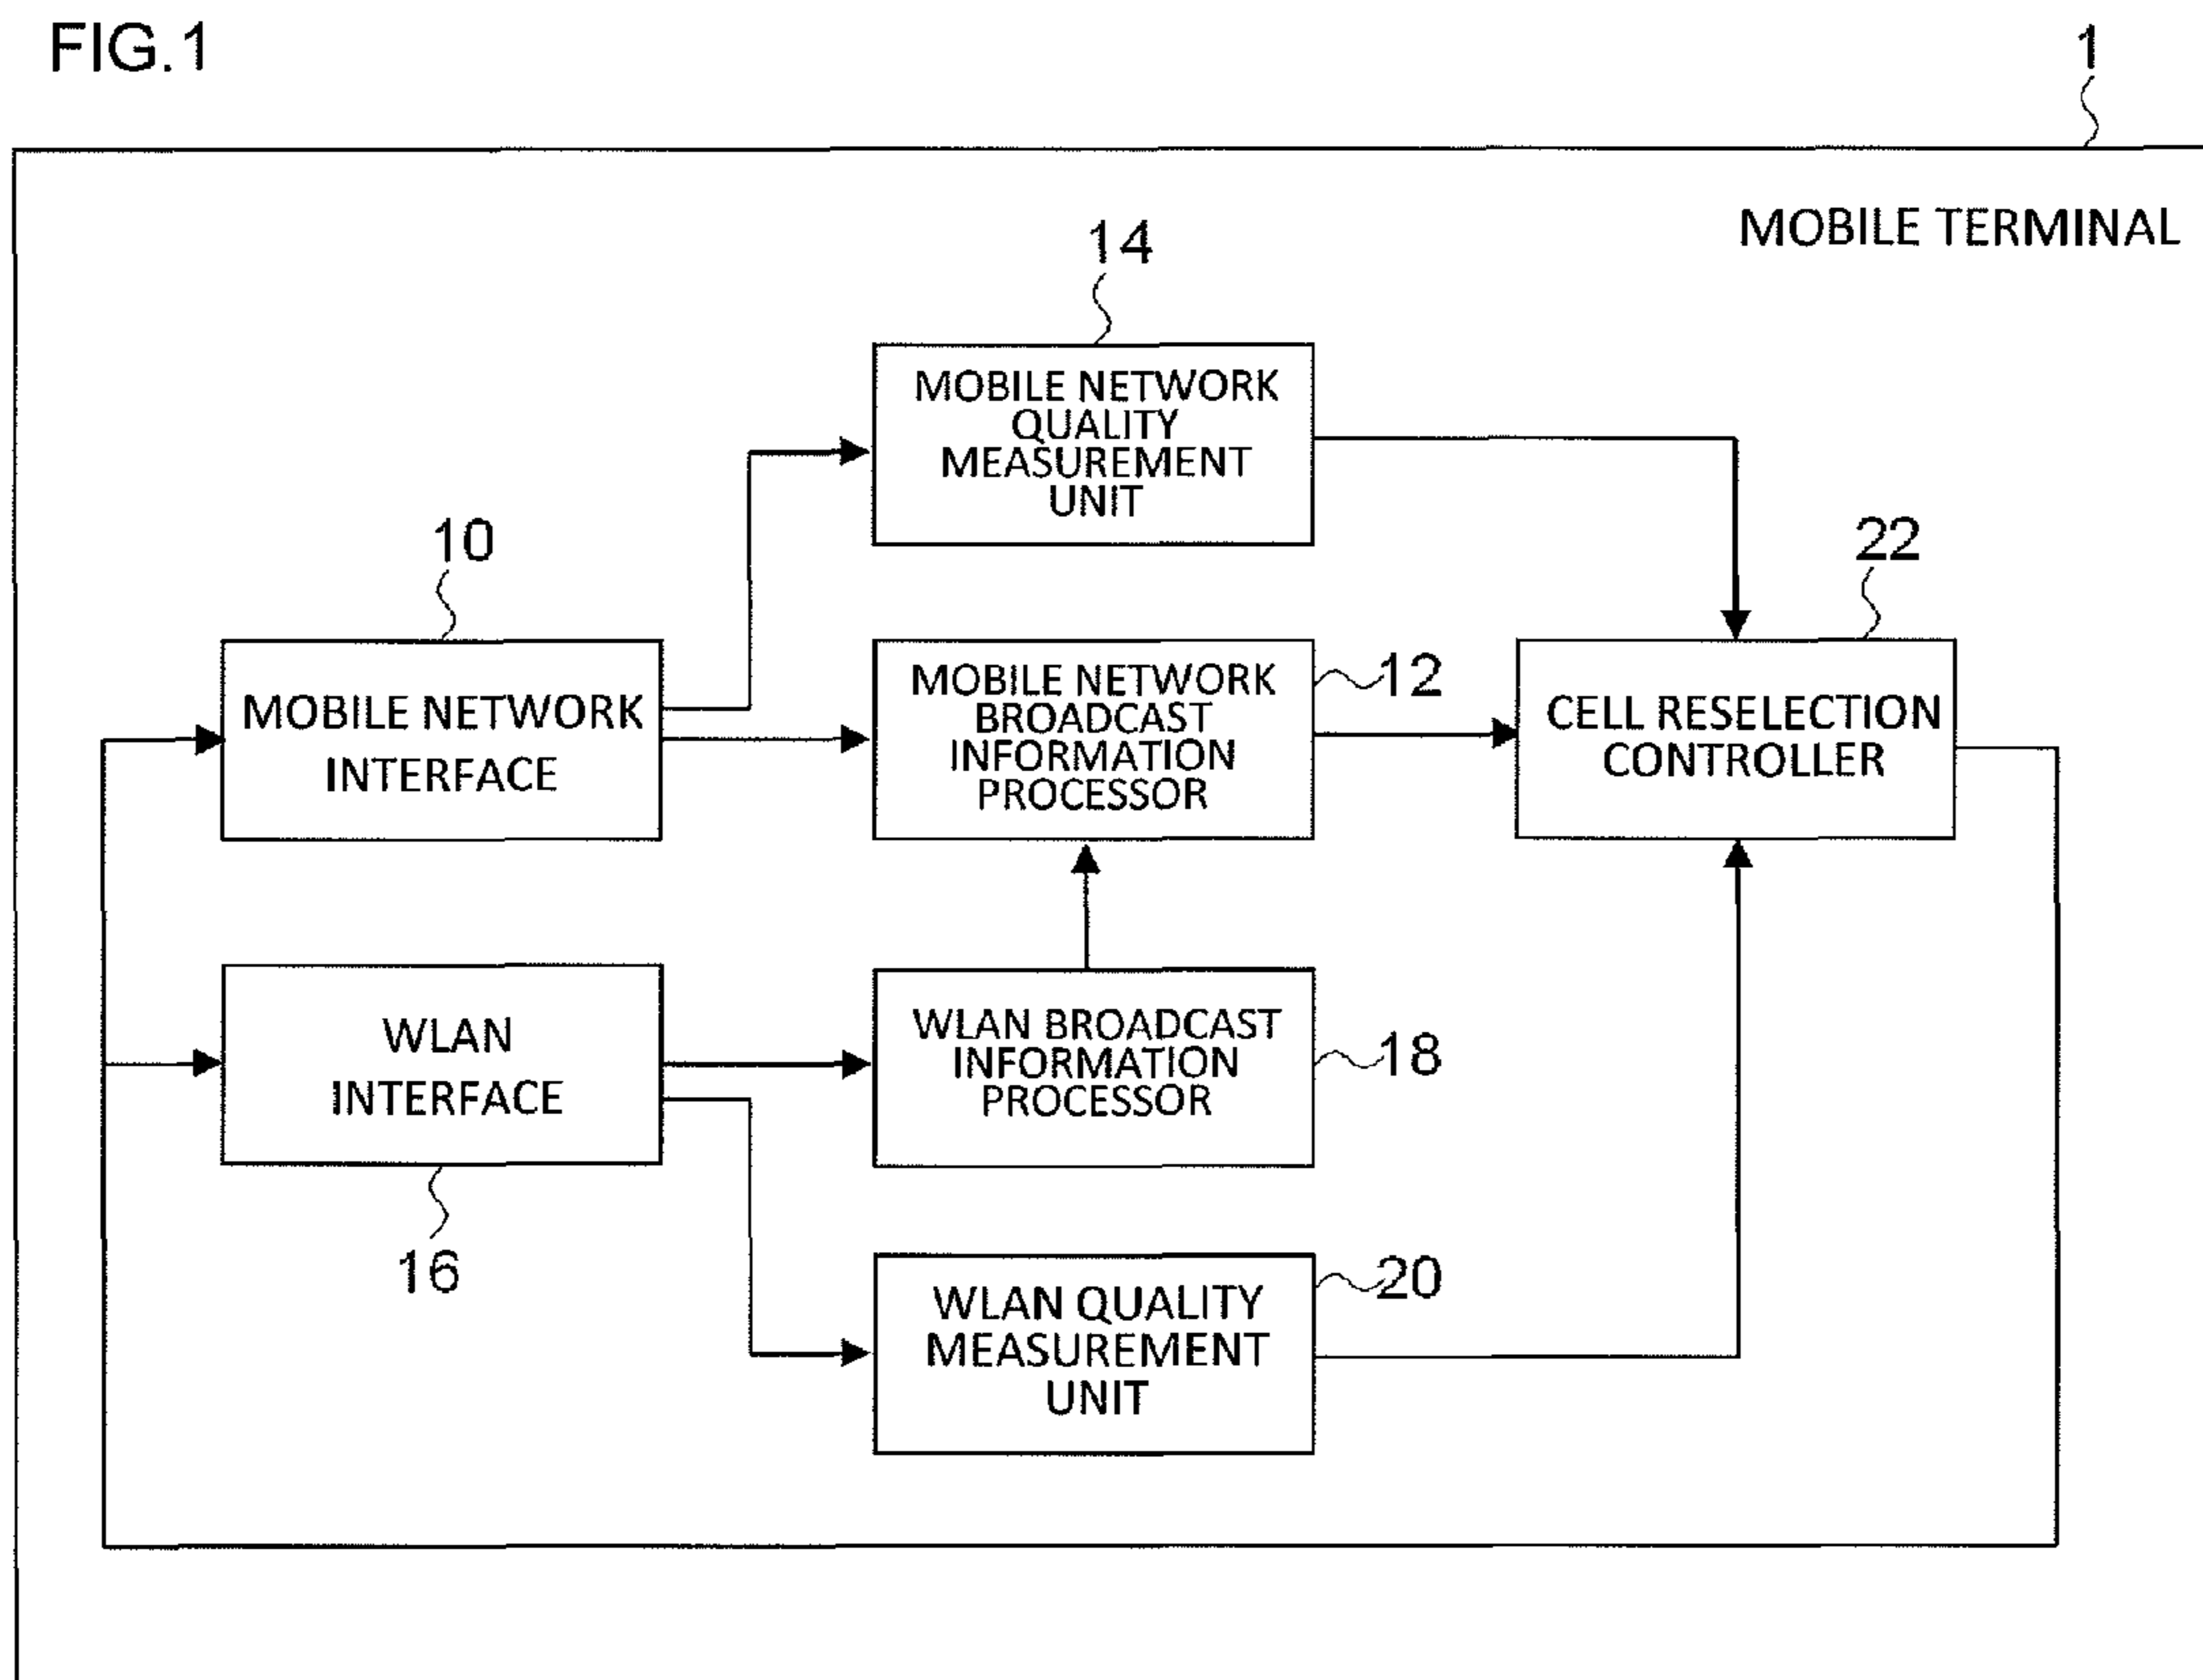 FIG.1
1
MOBILE TERMINAL
14
MOBILE NETWORK
QUALITY
MEASUREMENT
UNIT
10
MOBILE NETWORK
INTERFACE
12
MOBILE NETWORK
BROADCAST
INFORMATION
PROCESSOR
22
CELL RESELECTION
CONTROLLER
WLAN
INTERFACE
16
WLAN BROADCAST
INFORMATION
PROCESSOR
18
WLAN QUALITY
MEASUREMENT
UNIT
20